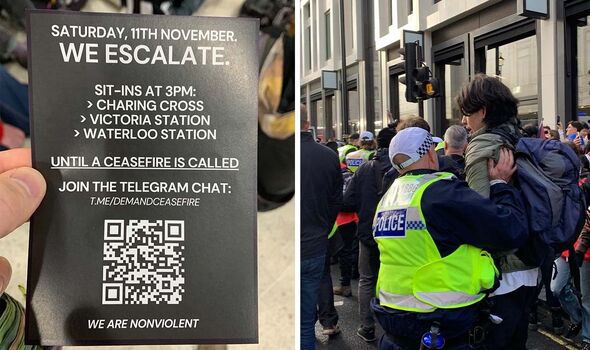 SATURDAY, 11TH NOVEMBER.
WE ESCALATE.
SIT-INS AT 3PM:
> CHARING CROSS
> VICTORIA STATION
> WATERLOO STATION
UNTIL A CEASEFIRE IS CALLED
JOIN THE TELEGRAM CHAT:
T.ME/DEMANDCEASEFIRE
WE ARE NONVIOLENT
POLICE